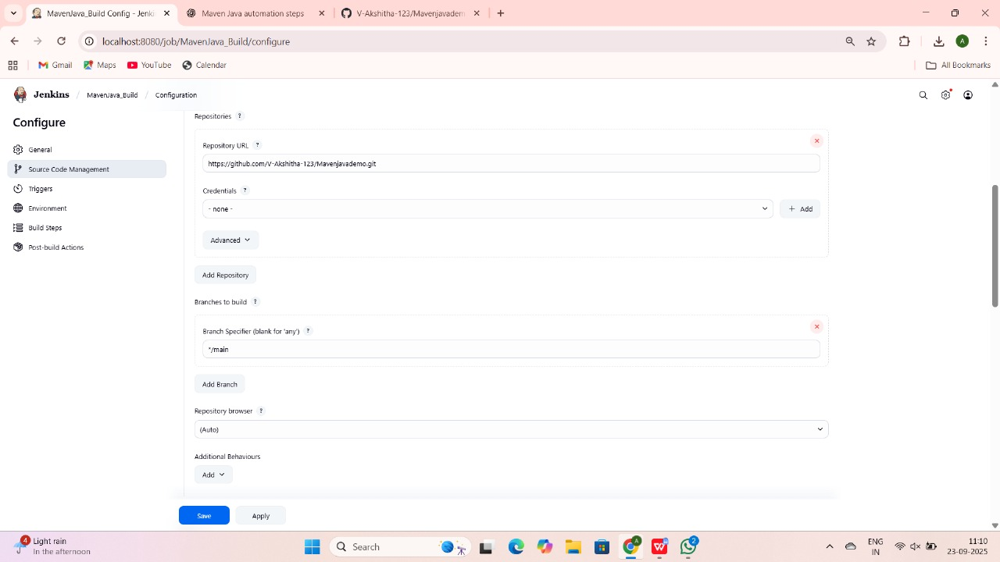 MavenJava_Build Config - Jenki
Maven Java automation steps
V-Akshitha-123/Mavenjavadem
localhost:8080/job/MavenJava_Build/configure
A
Gmail
Maps
YouTube
Calendar
All Bookmarks
Jenkins / MavenJava_Build / Configuration
Configure
General
Source Code Management
Triggers
Environment
Build Steps
Post-build Actions
Repositories ?
Repository URL ?
https://github.com/V-Akshitha-123/Mavenjavademo.git
Credentials ?
- none -
+ Add
Advanced
Add Repository
Branches to build ?
Branch Specifier (blank for 'any') ?
*/main
Add Branch
Repository browser ?
(Auto)
Additional Behaviours
Add
Save
Apply
4
Light rain
In the afternoon
Search
A
W
2
ENG
IN
11:10
23-09-2025